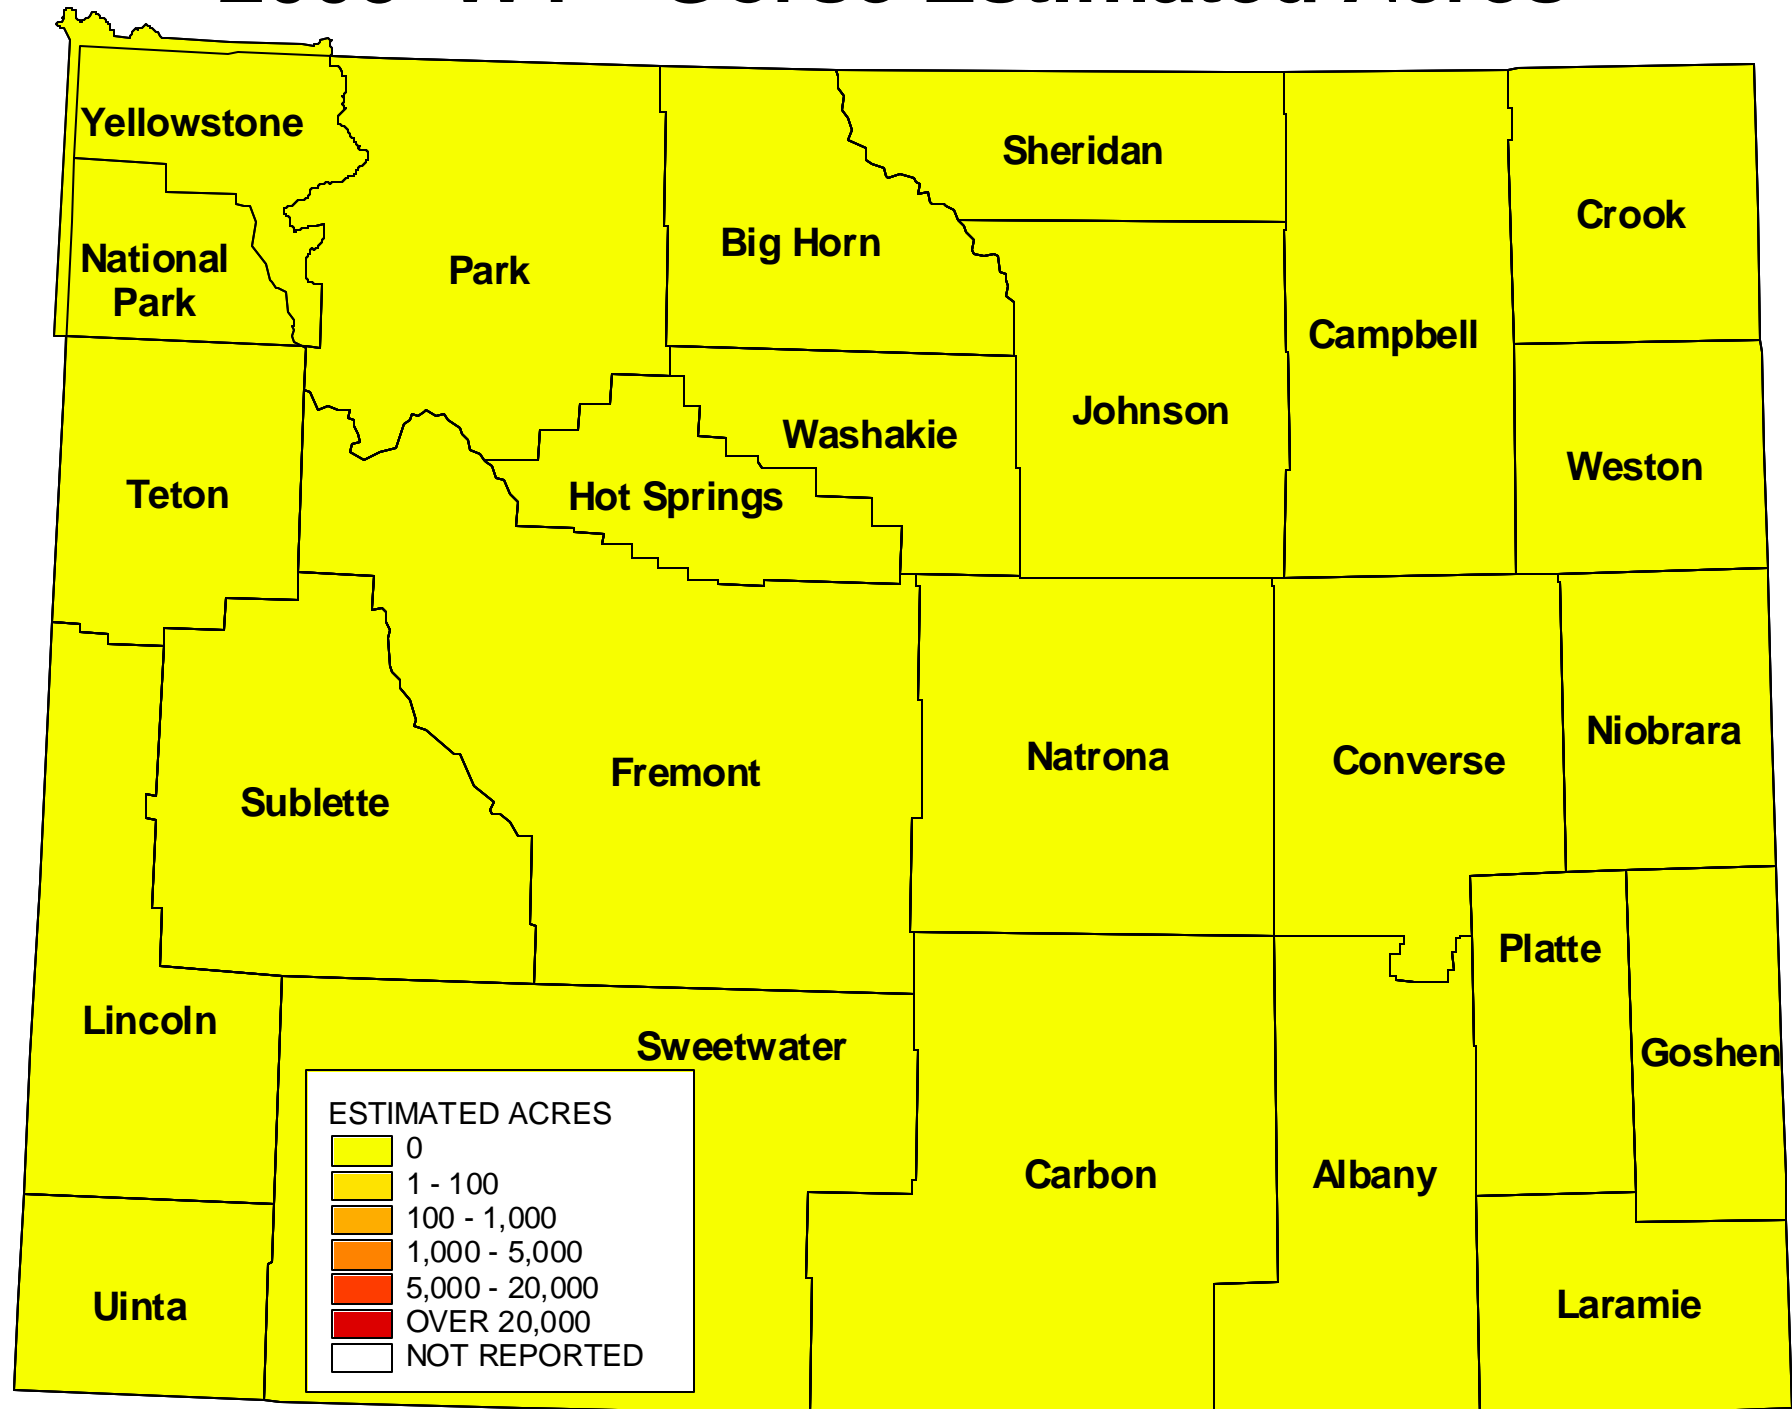 Yellowstone
National
Park
Park
Big Horn
Sheridan
Crook
Campbell
Johnson
Washakie
Weston
Hot Springs
Teton
Niobrara
Natrona
Converse
Fremont
Sublette
Platte
Lincoln
Sweetwater
Goshen
Carbon
Albany
Uinta
Laramie
ESTIMATED ACRES
0
1 - 100
100 - 1,000
1,000 - 5,000
5,000 - 20,000
OVER 20,000
NOT REPORTED